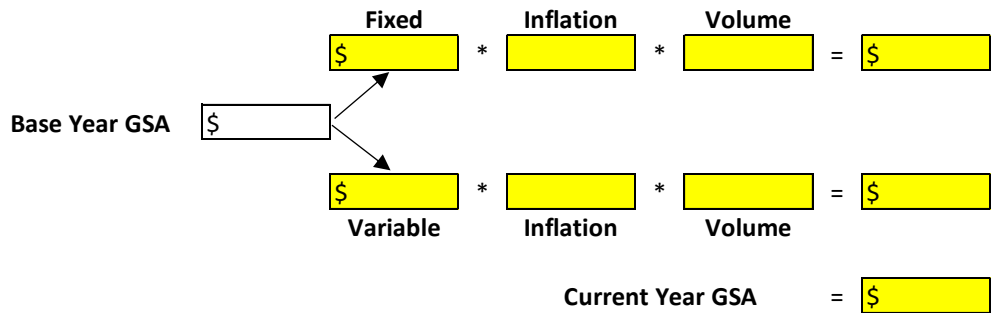 Fixed Inflation Volume
$ * * = $
Base Year GSA $
$ * * = $
Variable Inflation Volume
Current Year GSA = $